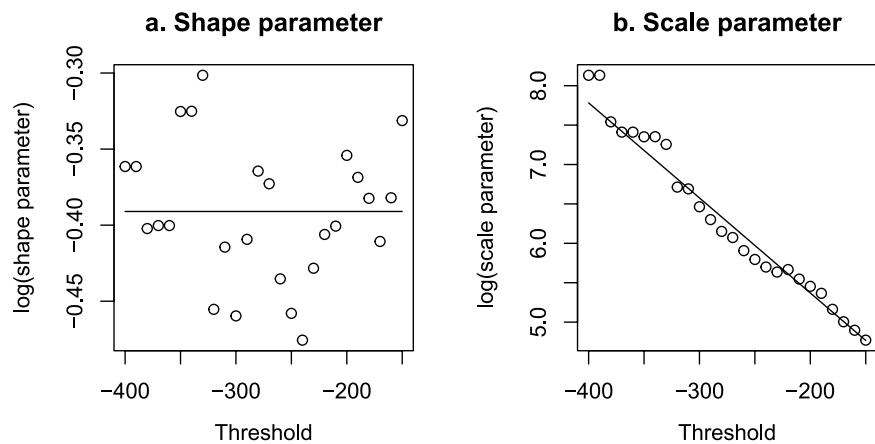 a. Shape parameter
log(shape parameter)
−0.30
−0.35
−0.40
−0.45
−400
−300
−200
Threshold
b. Scale parameter
log(scale parameter)
8.0
7.0
6.0
5.0
−400
−300
−200
Threshold